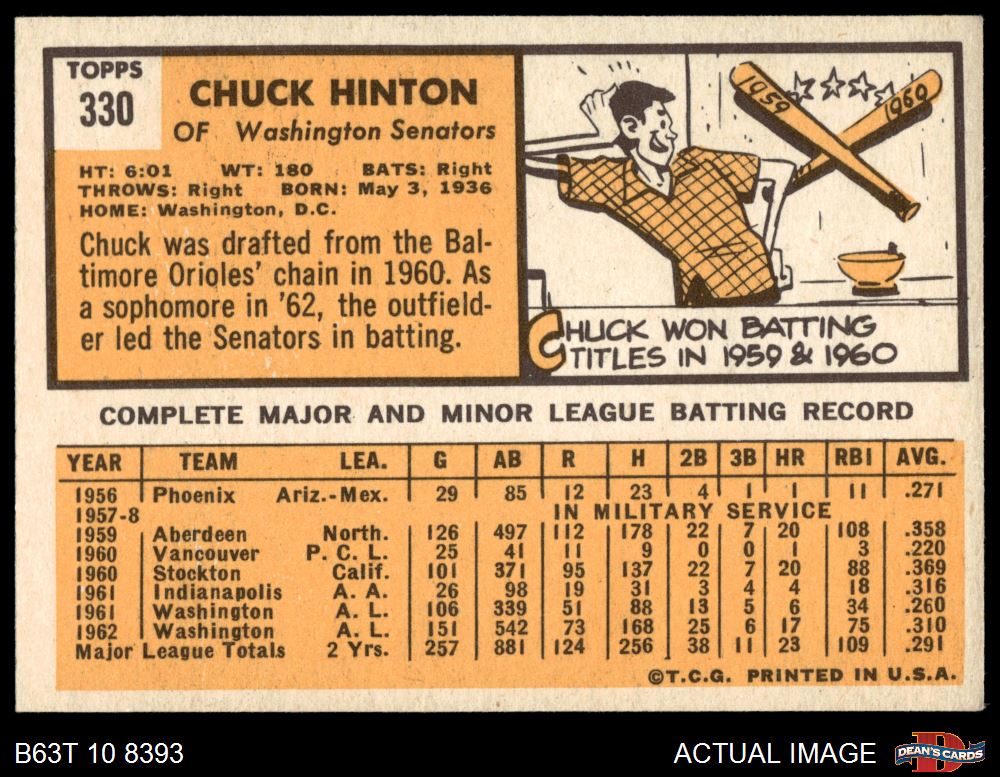 TOPPS
330
CHUCK HINTON
OF Washington Senators
HT: 6:01 WT: 180 BATS: Right
THROWS: Right BORN: May 3, 1936
HOME: Washington, D.C.
Chuck was drafted from the Bal-
timore Orioles' chain in 1960. As
a sophomore in '62, the outfield-
er led the Senators in batting.
1959
1960
CHUCK WON BATTING
TITLES IN 1959 & 1960
COMPLETE MAJOR AND MINOR LEAGUE BATTING RECORD
YEAR TEAM LEA. G AB R H 2B 3B HR RBI AVG.
1956 Phoenix Ariz.-Mex. 29 85 12 23 4 1 1 11 .271
1957-8 IN MILITARY SERVICE
1959 Aberdeen North. 126 497 112 178 22 7 20 108 .358
1960 Vancouver P. C. L. 25 41 11 9 0 0 1 3 .220
1960 Stockton Calif. 101 371 95 137 22 7 20 88 .369
1961 Indianapolis A. A. 26 98 19 31 3 4 4 18 .316
1961 Washington A. L. 106 339 51 88 13 5 6 34 .260
1962 Washington A. L. 151 542 73 168 25 6 17 75 .310
Major League Totals 2 Yrs. 257 881 124 256 38 11 23 109 .291
©T.C.G. PRINTED IN U.S.A.
B63T 10 8393
ACTUAL IMAGE
D
DEAN'S CARDS